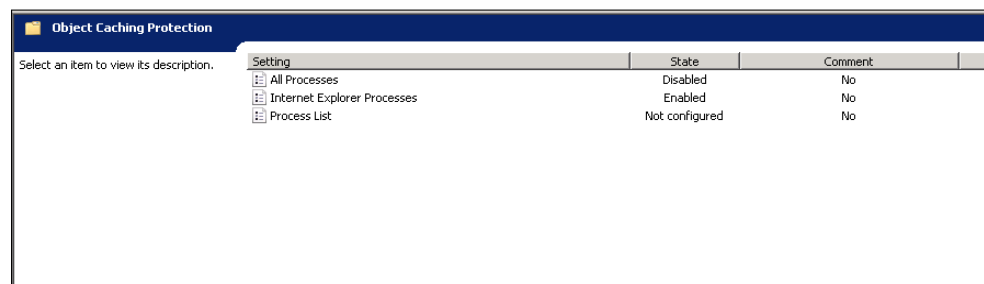 Object Caching Protection
Select an item to view its description.
Setting State Comment
All Processes Disabled No
Internet Explorer Processes Enabled No
Process List Not configured No